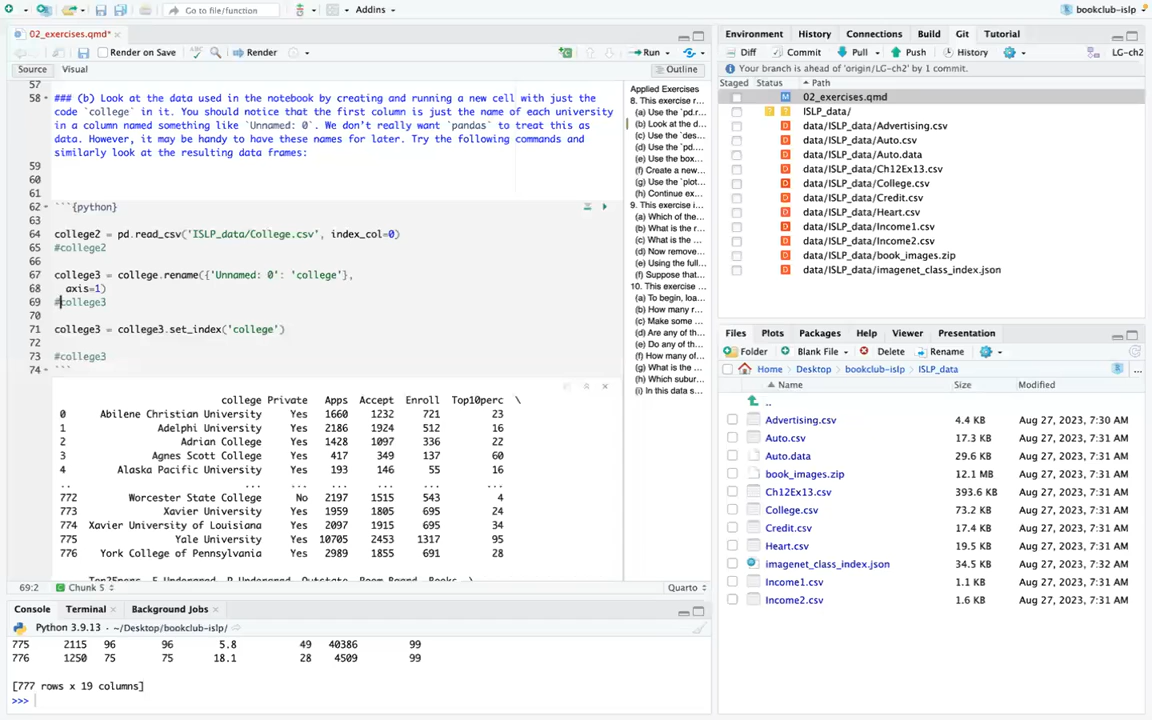 Go to file/function
Addins
bookclub-islp
02_exercises.qmd*
Render on Save
Render
Run
Source
Visual
Outline
57
58
### (b) Look at the data used in the notebook by creating and running a new cell with just the
code `college` in it. You should notice that the first column is just the name of each university
in a column named something like `Unnamed: 0`. We don't really want `pandas` to treat this as
data. However, it may be handy to have these names for later. Try the following commands and
similarly look at the resulting data frames:
59
60
61
62 ```{python}
63
64 college2 = pd.read_csv('ISLP_data/College.csv', index_col=0)
65 #college2
66
67 college3 = college.rename({'Unnamed: 0': 'college'},
68 axis=1)
69 #college3
70
71 college3 = college3.set_index('college')
72
73 #college3
74 ```
college Private Apps Accept Enroll Top10perc \
0 Abilene Christian University Yes 1660 1232 721 23
1 Adelphi University Yes 2186 1924 512 16
2 Adrian College Yes 1428 1097 336 22
3 Agnes Scott College Yes 417 349 137 60
4 Alaska Pacific University Yes 193 146 55 16
.. ... ... ... ... ... ...
772 Worcester State College No 2197 1515 543 4
773 Xavier University Yes 1959 1805 695 24
774 Xavier University of Louisiana Yes 2097 1915 695 34
775 Yale University Yes 10705 2453 1317 95
776 York College of Pennsylvania Yes 2989 1855 691 28
Top25perc F.Undergrad P.Undergrad Outstate Room.Board Books \
69:2
Chunk 5
Quarto
Applied Exercises
8. This exercise r...
(a) Use the `pd.r...
(b) Look at the d...
(c) Use the `des...
(d) Use the `pd...
(e) Use the `box...
(f) Create a new...
(g) Use the `plot...
(h) Continue ex...
9. This exercise i...
(a) Which of the...
(b) What is the r...
(c) What is the ...
(d) Now remove...
(e) Using the full...
(f) Suppose that...
10. This exercise ...
(a) To begin, loa...
(b) How many r...
(c) Make some ...
(d) Are any of th...
(e) Do any of th...
(f) How many of...
(g) What is the ...
(h) Which subur...
(i) In this data s...
Console
Terminal
Background Jobs
Python 3.9.13 · ~/Desktop/bookclub-islp/
775 2115 96 96 5.8 49 40386 99
776 1250 75 75 18.1 28 4509 99
[777 rows x 19 columns]
>>>
Environment
History
Connections
Build
Git
Tutorial
Diff
Commit
Pull
Push
History
LG-ch2
Your branch is ahead of 'origin/LG-ch2' by 1 commit.
Staged Status Path
M 02_exercises.qmd
? ? ISLP_data/
D data/ISLP_data/Advertising.csv
D data/ISLP_data/Auto.csv
D data/ISLP_data/Auto.data
D data/ISLP_data/Ch12Ex13.csv
D data/ISLP_data/College.csv
D data/ISLP_data/Credit.csv
D data/ISLP_data/Heart.csv
D data/ISLP_data/Income1.csv
D data/ISLP_data/Income2.csv
D data/ISLP_data/book_images.zip
D data/ISLP_data/imagenet_class_index.json
Files
Plots
Packages
Help
Viewer
Presentation
Folder
Blank File
Delete
Rename
Home
Desktop
bookclub-islp
ISLP_data
...
Name Size Modified
..
Advertising.csv 4.4 KB Aug 27, 2023, 7:30 AM
Auto.csv 17.3 KB Aug 27, 2023, 7:31 AM
Auto.data 29.6 KB Aug 27, 2023, 7:31 AM
book_images.zip 12.1 MB Aug 27, 2023, 7:31 AM
Ch12Ex13.csv 393.6 KB Aug 27, 2023, 7:31 AM
College.csv 73.2 KB Aug 27, 2023, 7:31 AM
Credit.csv 17.4 KB Aug 27, 2023, 7:31 AM
Heart.csv 19.5 KB Aug 27, 2023, 7:31 AM
imagenet_class_index.json 34.5 KB Aug 27, 2023, 7:32 AM
Income1.csv 1.1 KB Aug 27, 2023, 7:31 AM
Income2.csv 1.6 KB Aug 27, 2023, 7:31 AM